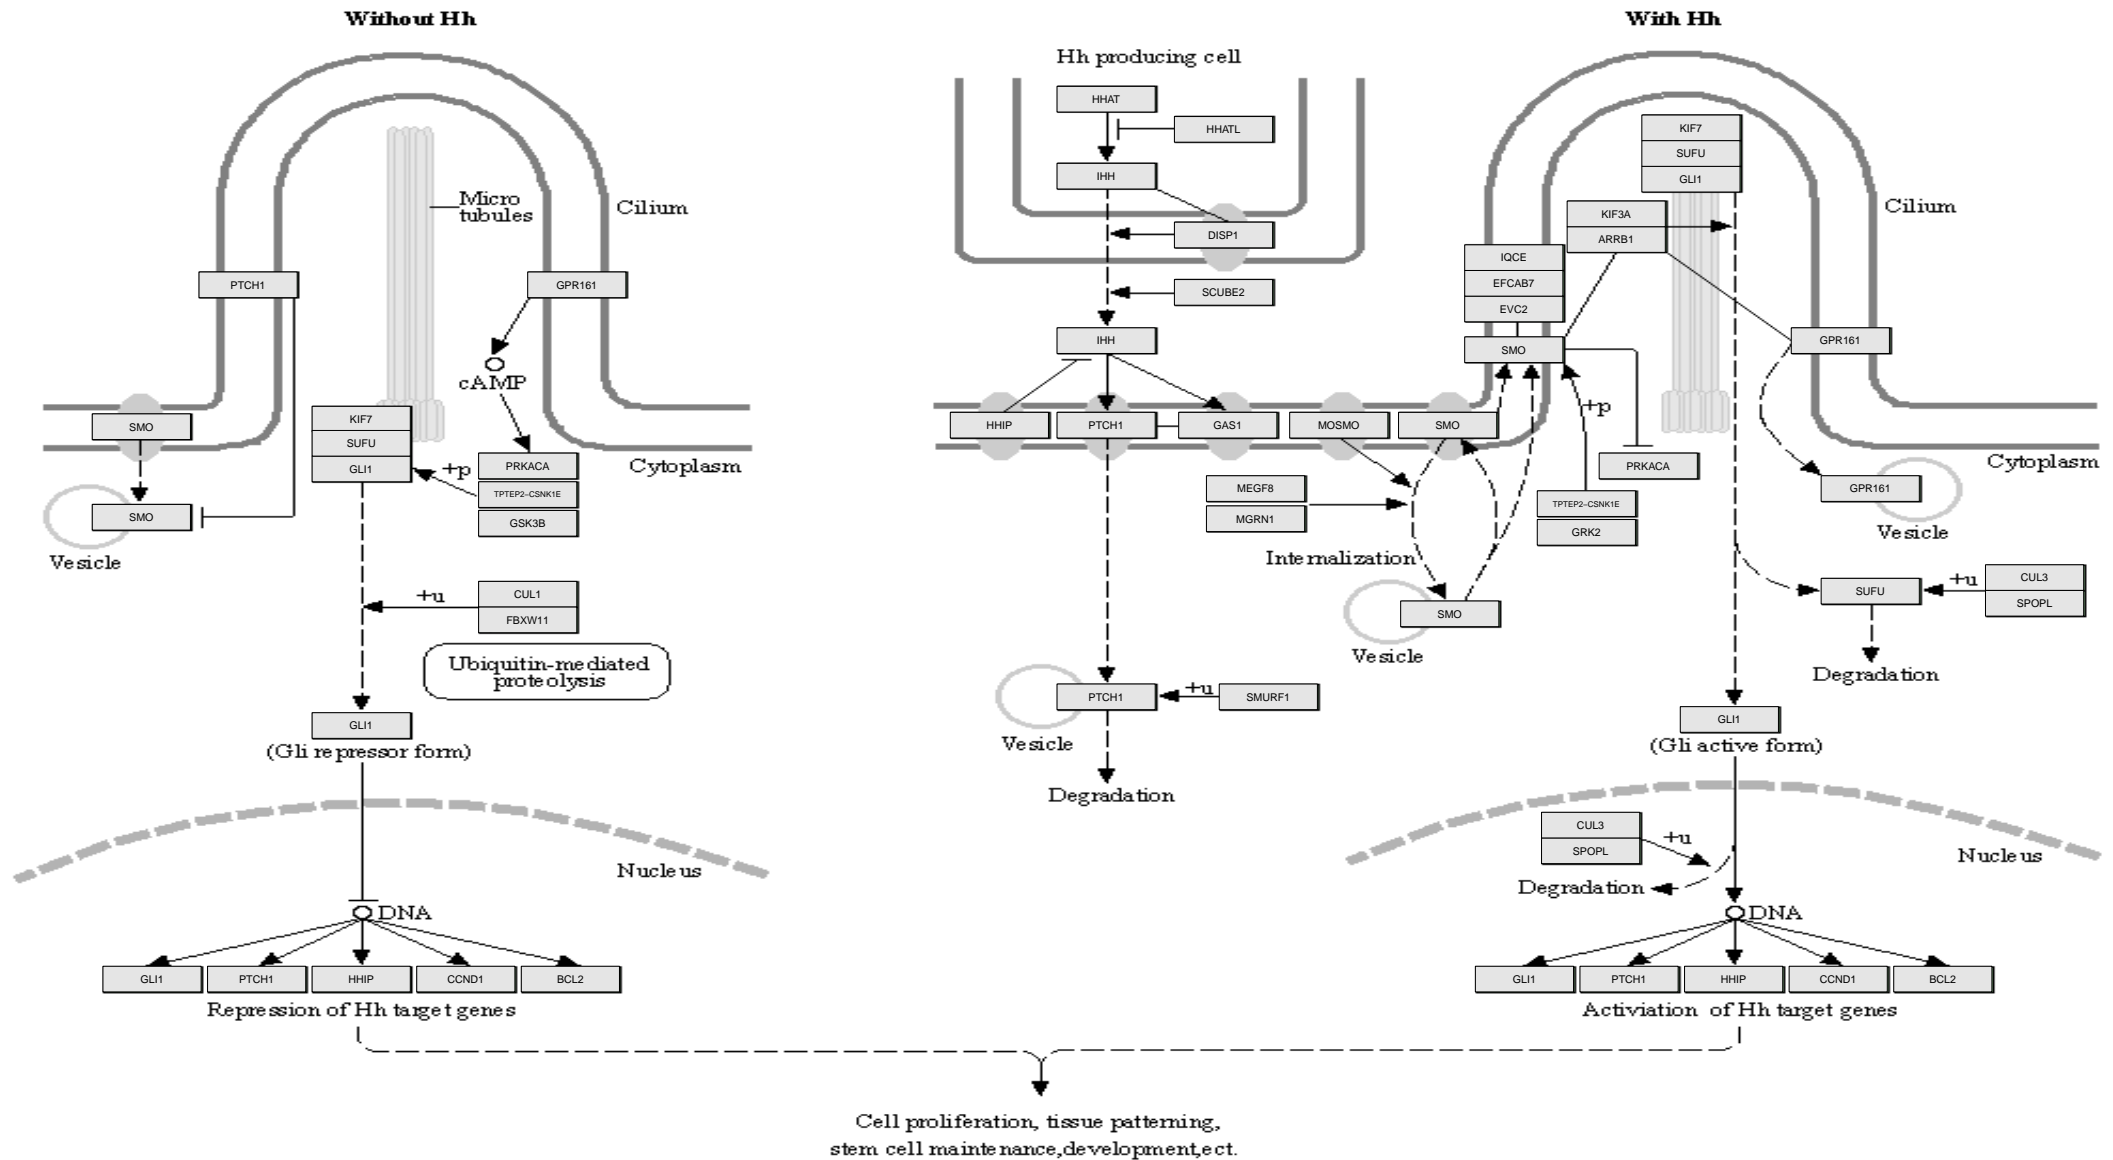 Without Hh
Micro
tubules
Cilium
PTCH1
GPR161
cAMP
SMO
KIF7
SUFU
GLI1
+p
PRKACA
TPTEP2-CSNK1E
GSK3B
Cytoplasm
SMO
Vesicle
+u
CUL1
FBXW11
Ubiquitin-mediated
proteolysis
GLI1
(Gli repressor form)
Nucleus
DNA
GLI1
PTCH1
HHIP
CCND1
BCL2
Repression of Hh target genes
With Hh
Hh producing cell
HHAT
HHATL
IHH
DISP1
SCUBE2
IHH
HHIP
PTCH1
GAS1
MOSMO
SMO
MEGF8
MGRN1
Internalization
SMO
Vesicle
PTCH1
+u
SMURF1
Vesicle
Degradation
KIF7
SUFU
GLI1
KIF3A
ARRB1
Cilium
IQCE
EFCAB7
EVC2
SMO
GPR161
+p
PRKACA
TPTEP2-CSNK1E
GRK2
Cytoplasm
GPR161
Vesicle
SUFU
+u
CUL3
SPOPL
Degradation
GLI1
(Gli active form)
CUL3
SPOPL
+u
Degradation
Nucleus
DNA
GLI1
PTCH1
HHIP
CCND1
BCL2
Activiation of Hh target genes
Cell proliferation, tissue patterning,
stem cell maintenance,development,ect.